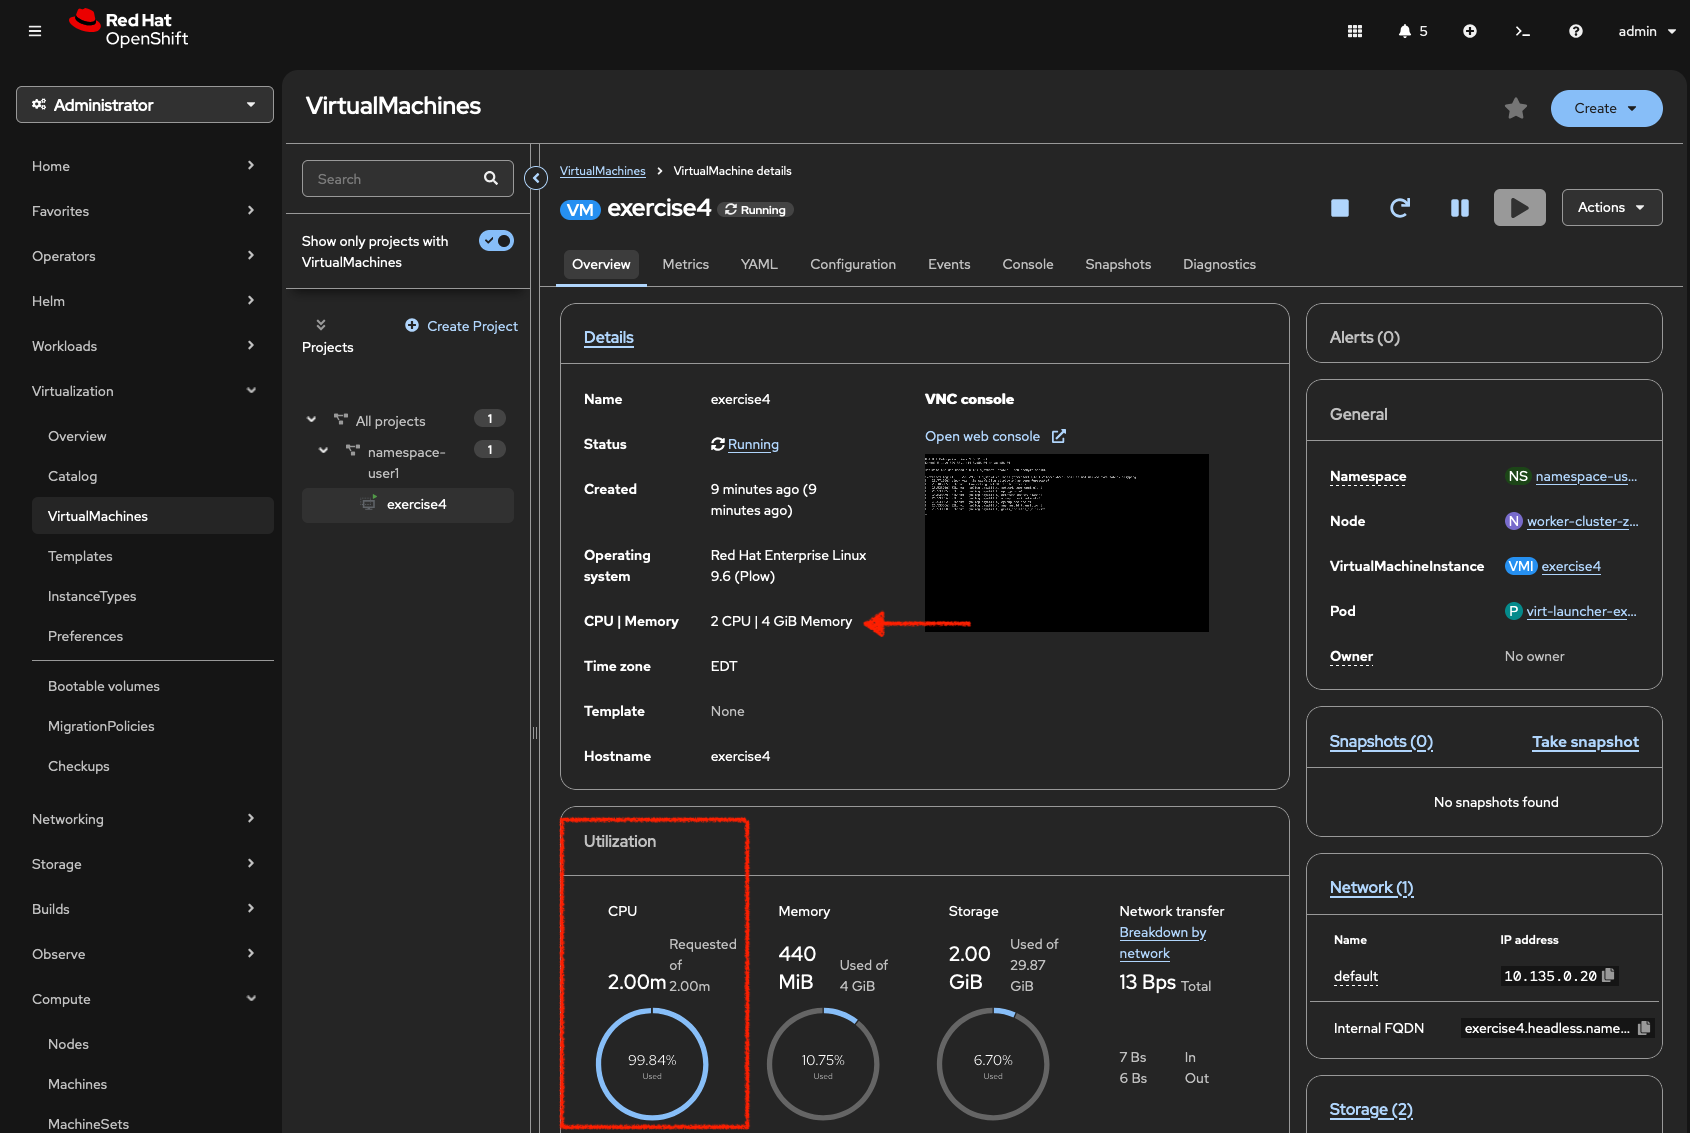 Red Hat
OpenShift
5
admin
Administrator
Home
Favorites
Operators
Helm
Workloads
Virtualization
Overview
Catalog
VirtualMachines
Templates
InstanceTypes
Preferences
Bootable volumes
MigrationPolicies
Checkups
Networking
Storage
Builds
Observe
Compute
Nodes
Machines
MachineSets
VirtualMachines
Create
Search
Show only projects with
VirtualMachines
Create Project
Projects
All projects 1
namespace-
user1 1
exercise4
VirtualMachines > VirtualMachine details
VM exercise4 Running
Actions
Overview Metrics YAML Configuration Events Console Snapshots Diagnostics
Details
Name exercise4
Status Running
Created 9 minutes ago (9
minutes ago)
Operating
system
Red Hat Enterprise Linux
9.6 (Plow)
CPU | Memory 2 CPU | 4 GiB Memory
Time zone EDT
Template None
Hostname exercise4
VNC console
Open web console
Utilization
CPU
2.00m
Requested
of
2.00m
99.84%
Used
Memory
440
MiB
Used of
4 GiB
10.75%
Used
Storage
2.00
GiB
Used of
29.87
GiB
6.70%
Used
Network transfer
Breakdown by
network
13 Bps Total
7 Bs In
6 Bs Out
Alerts (0)
General
Namespace NS namespace-us...
Node N worker-cluster-z...
VirtualMachineInstance VMI exercise4
Pod P virt-launcher-ex...
Owner No owner
Snapshots (0) Take snapshot
No snapshots found
Network (1)
Name IP address
default 10.135.0.20
Internal FQDN exercise4.headless.name...
Storage (2)